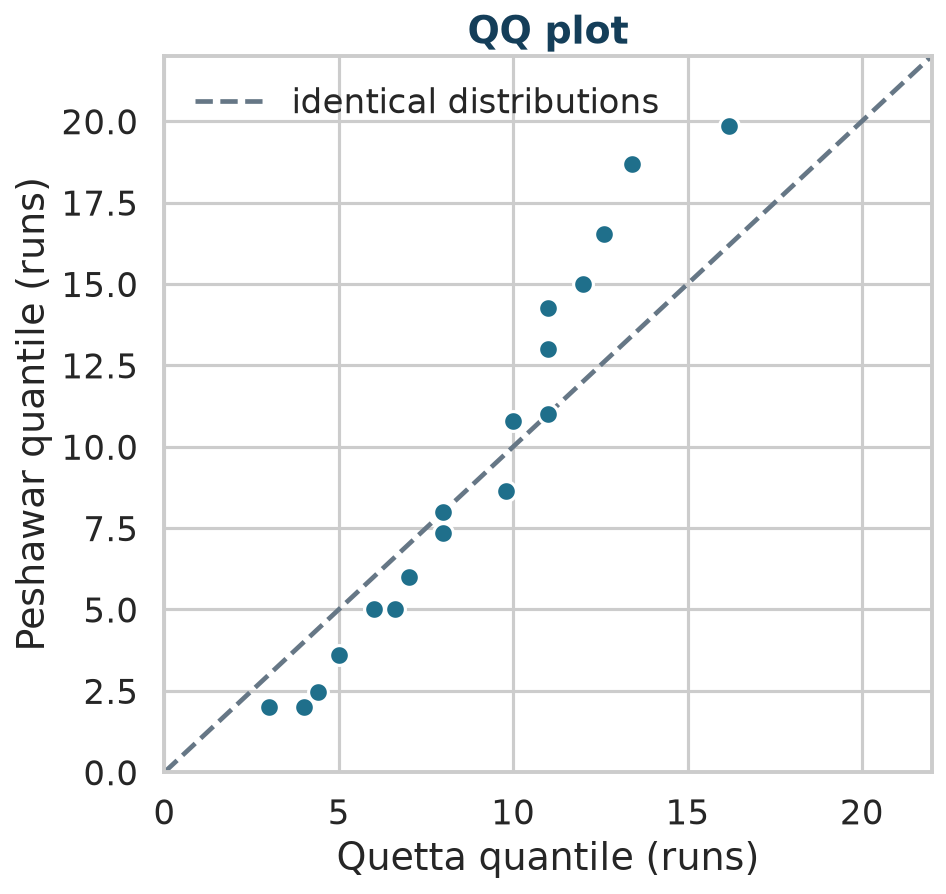 QQ plot
identical distributions
Peshawar quantile (runs)
20.0
17.5
15.0
12.5
10.0
7.5
5.0
2.5
0.0
0 5 10 15 20
Quetta quantile (runs)